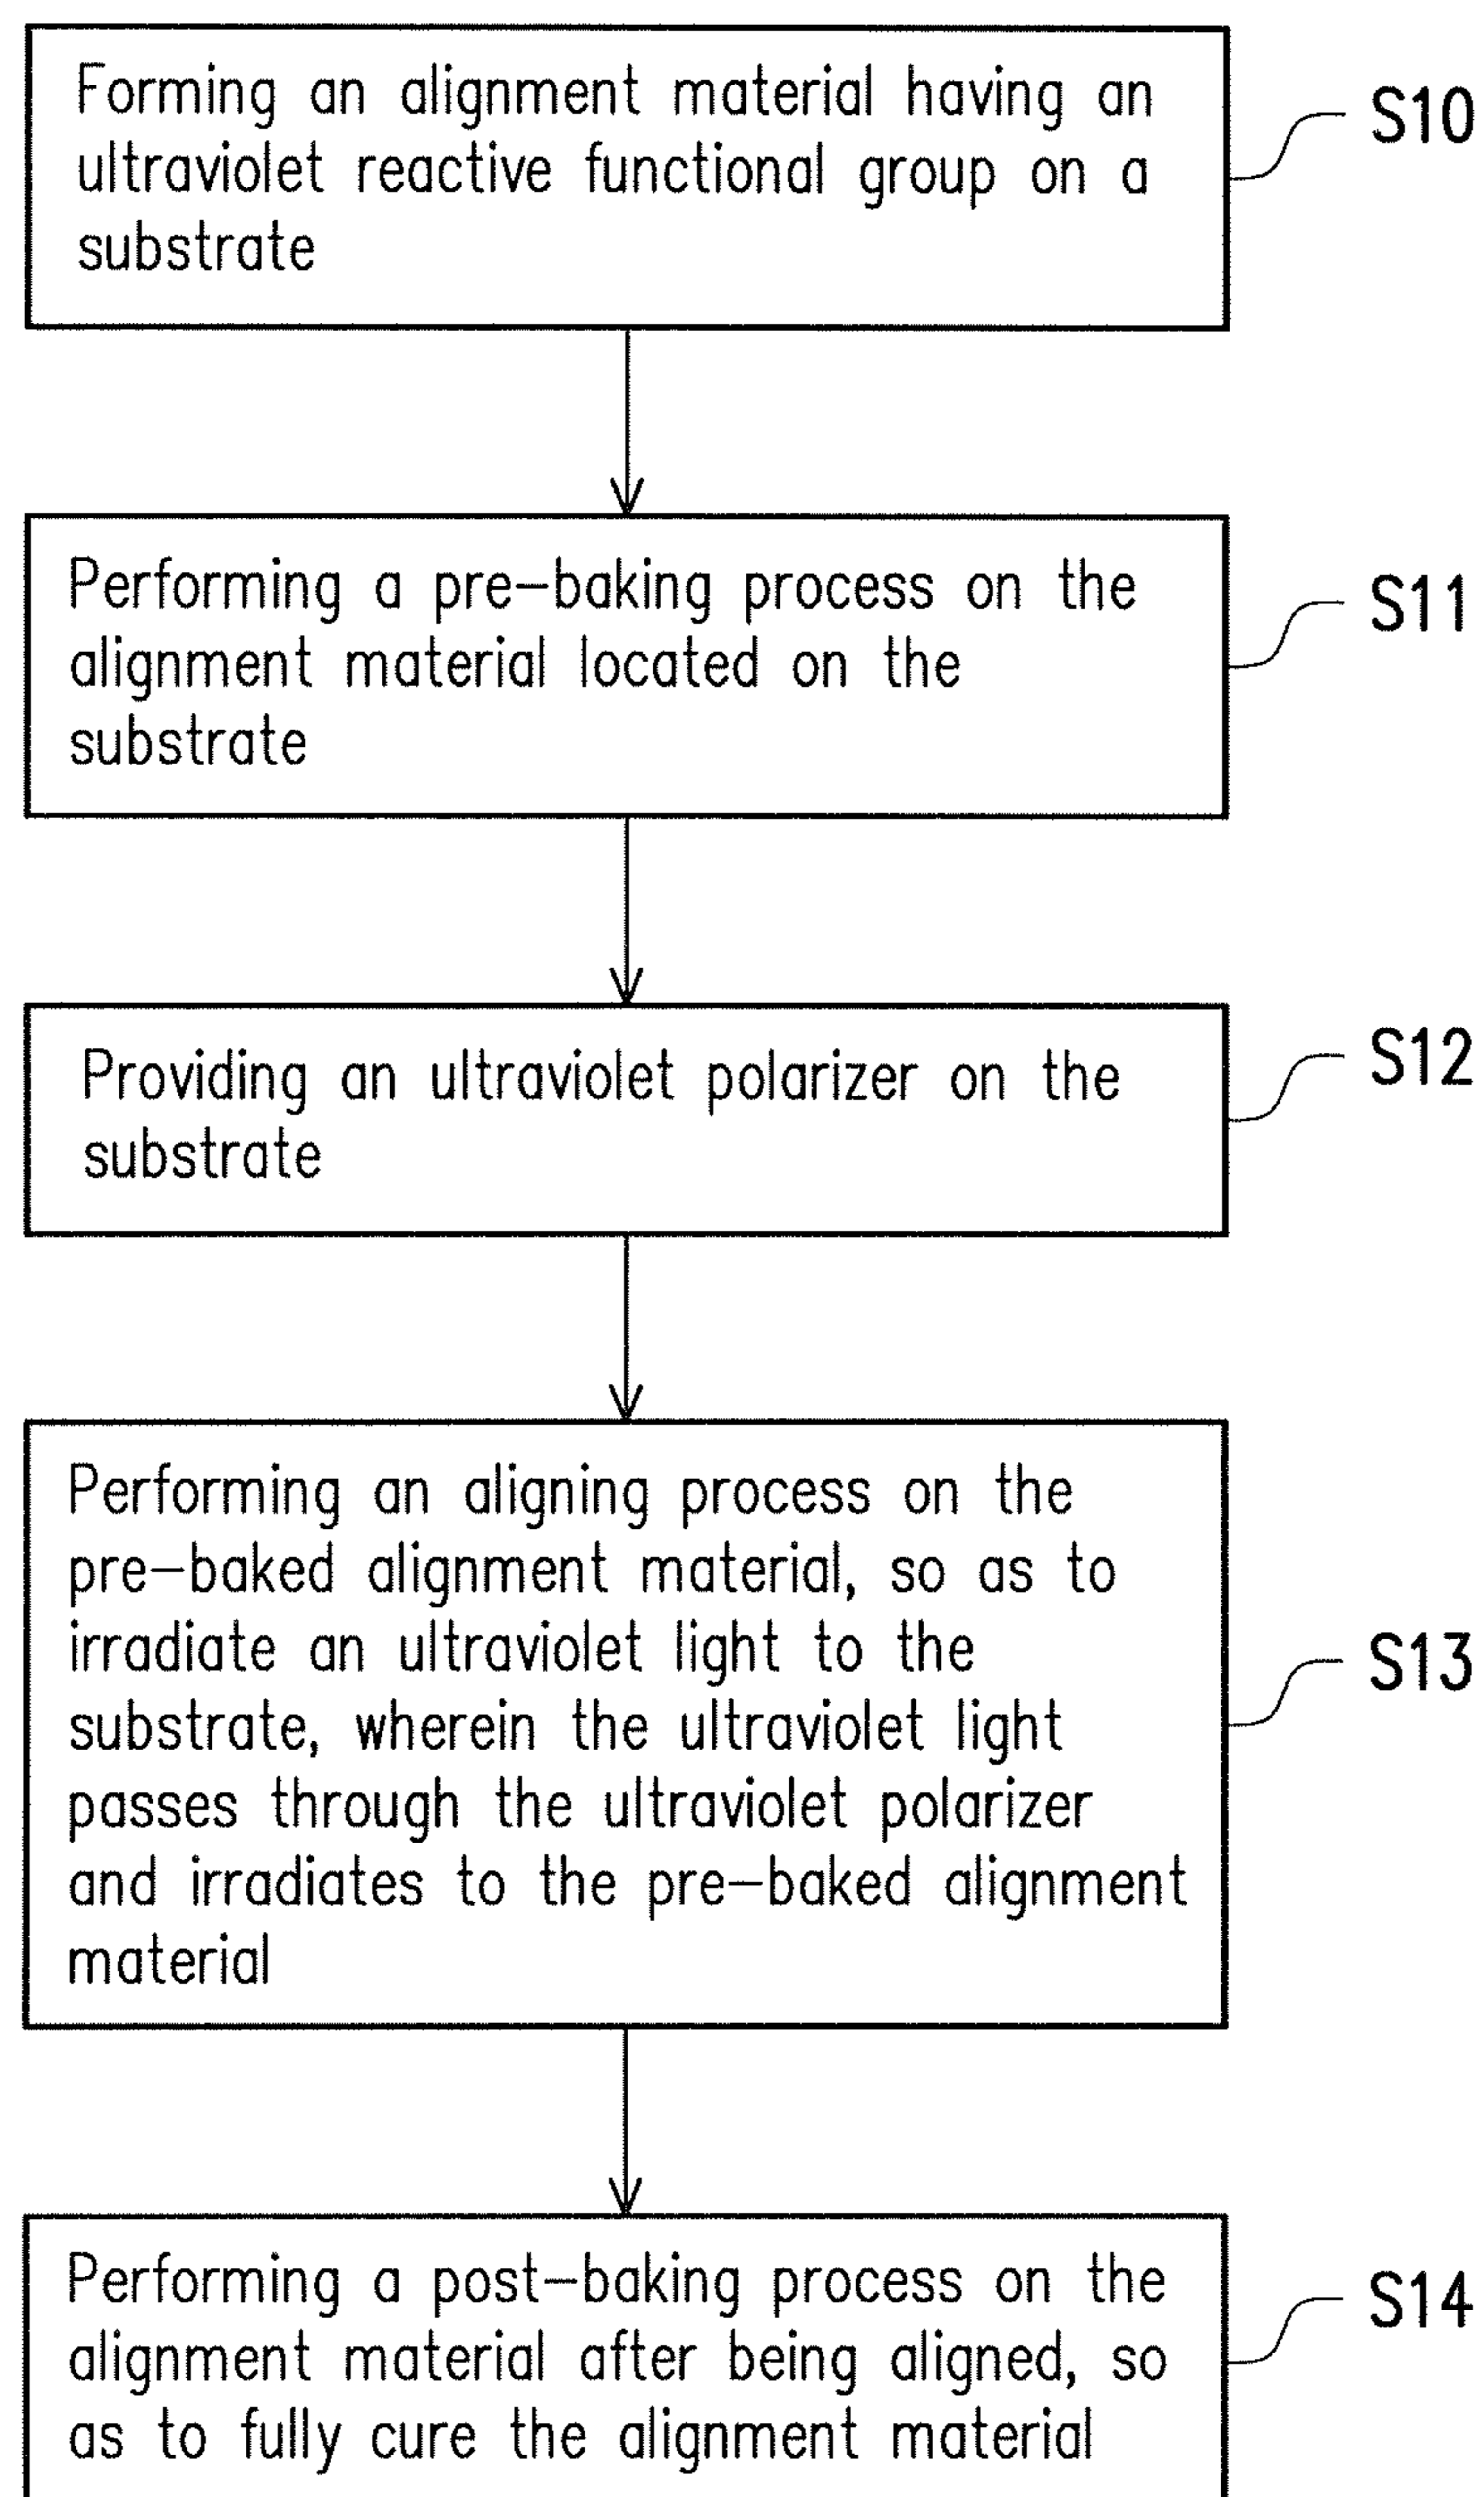 Forming an alignment material having an
ultraviolet reactive functional group on a
substrate
S10
Performing a pre-baking process on the
alignment material located on the
substrate
S11
Providing an ultraviolet polarizer on the
substrate
S12
Performing an aligning process on the
pre-baked alignment material, so as to
irradiate an ultraviolet light to the
substrate, wherein the ultraviolet light
passes through the ultraviolet polarizer
and irradiates to the pre-baked alignment
material
S13
Performing a post-baking process on the
alignment material after being aligned, so
as to fully cure the alignment material
S14